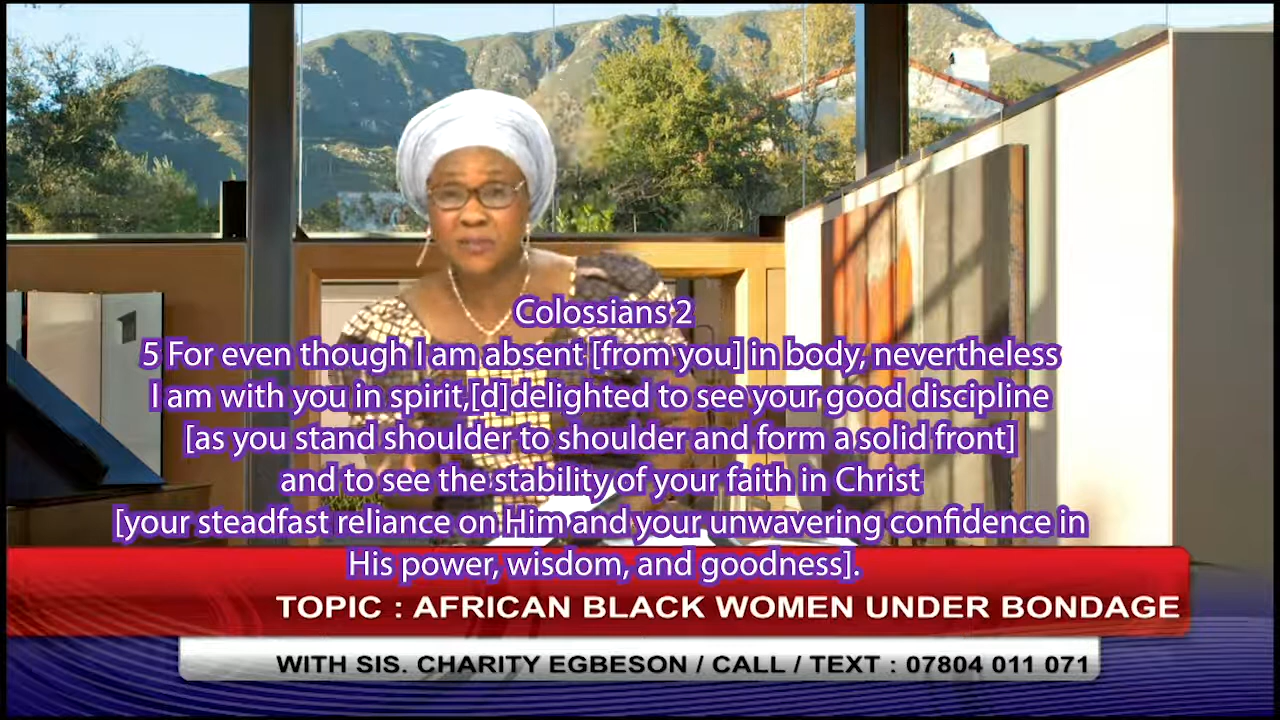 Colossians 2
5 For even though I am absent [from you] in body, nevertheless
I am with you in spirit,[d]delighted to see your good discipline
[as you stand shoulder to shoulder and form a solid front]
and to see the stability of your faith in Christ
[your steadfast reliance on Him and your unwavering confidence in
His power, wisdom, and goodness].
TOPIC : AFRICAN BLACK WOMEN UNDER BONDAGE
WITH SIS. CHARITY EGBESON / CALL / TEXT : 07804 011 071